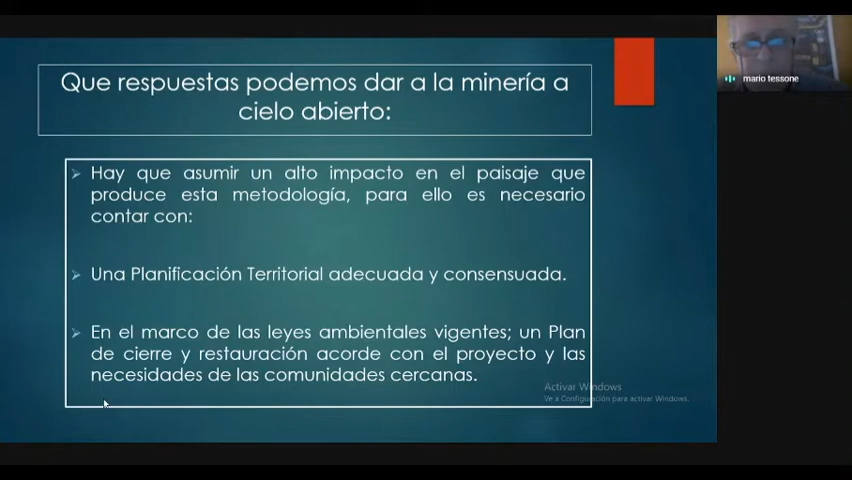 Que respuestas podemos dar a la minería a
cielo abierto:
mario tessone
Hay que asumir un alto impacto en el paisaje que
produce esta metodología, para ello es necesario
contar con:
Una Planificación Territorial adecuada y consensuada.
En el marco de las leyes ambientales vigentes; un Plan
de cierre y restauración acorde con el proyecto y las
necesidades de las comunidades cercanas.
Activar Windows
Ve a Configuración para activar Windows.